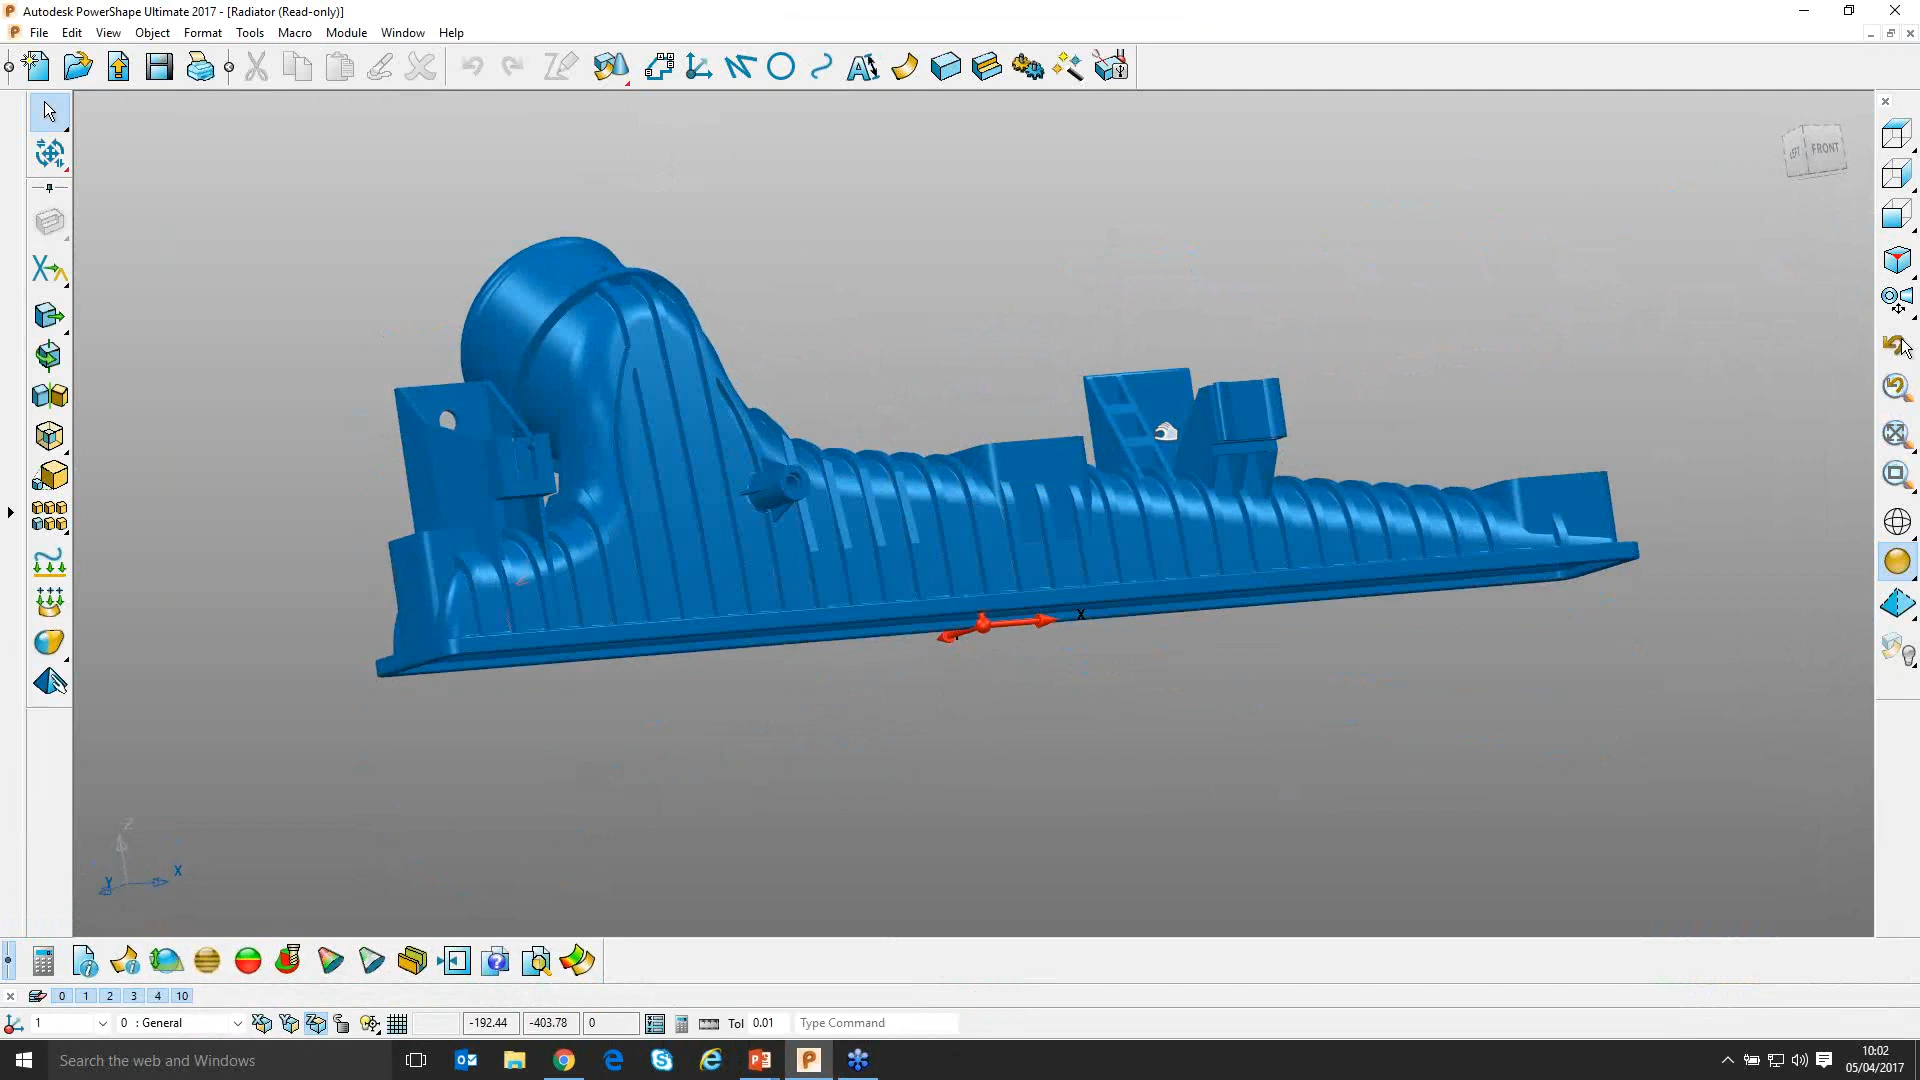 Autodesk PowerShape Ultimate 2017 - [Radiator (Read-only)]
File Edit View Object Format Tools Macro Module Window Help
LEFT FRONT
X
Z
X
Y
0 1 2 3 4 10
1 0 : General -192.44 -403.78 0 Tol 0.01 Type Command
Search the web and Windows
10:02
05/04/2017